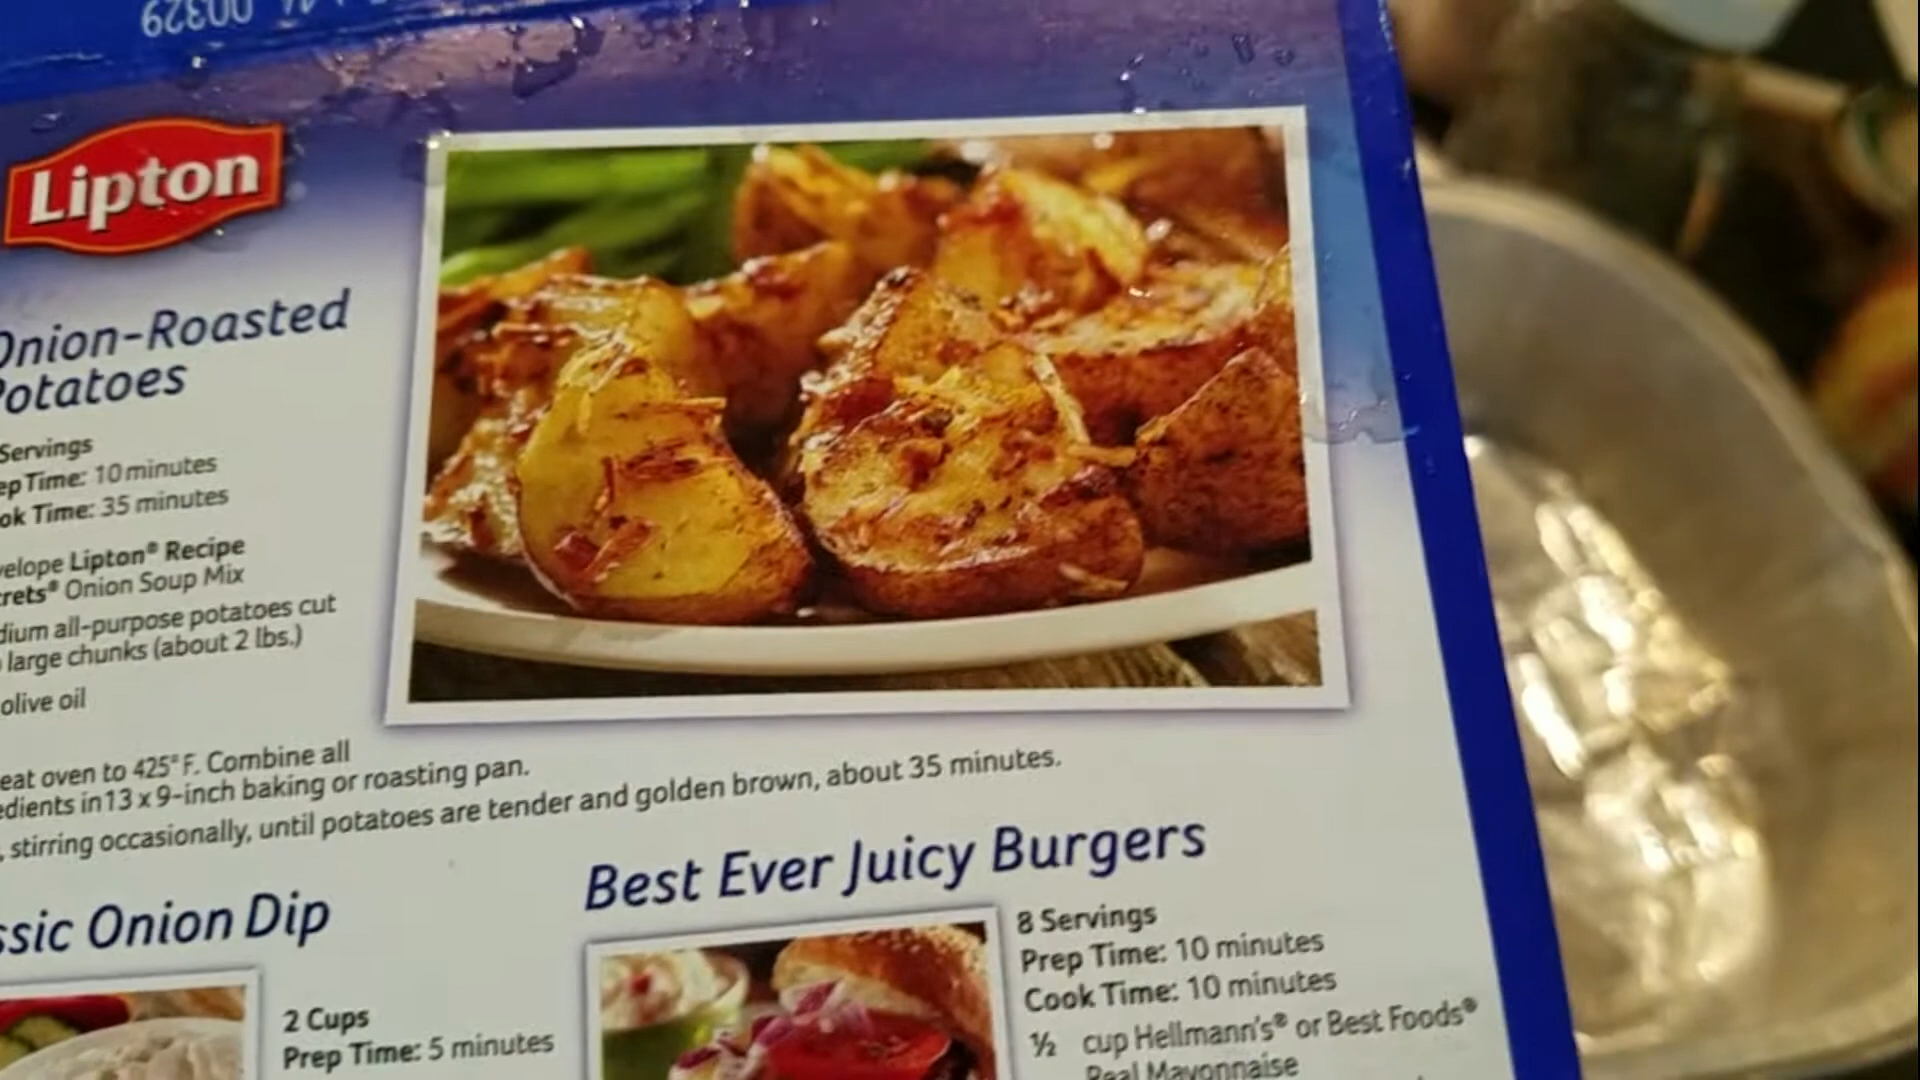 00329
Lipton
Onion-Roasted
Potatoes
Servings
Time: 10 minutes
Time: 35 minutes
Lipton® Recipe
Onion Soup Mix
all-purpose potatoes cut
large chunks (about 2 lbs.)
olive oil
oven to 425° F. Combine all
in 13 x 9-inch baking or roasting pan.
, stirring occasionally, until potatoes are tender and golden brown, about 35 minutes.
Onion Dip
2 Cups
Prep Time: 5 minutes
Best Ever Juicy Burgers
8 Servings
Prep Time: 10 minutes
Cook Time: 10 minutes
½ cup Hellmann's® or Best Foods®
Real Mayonnaise